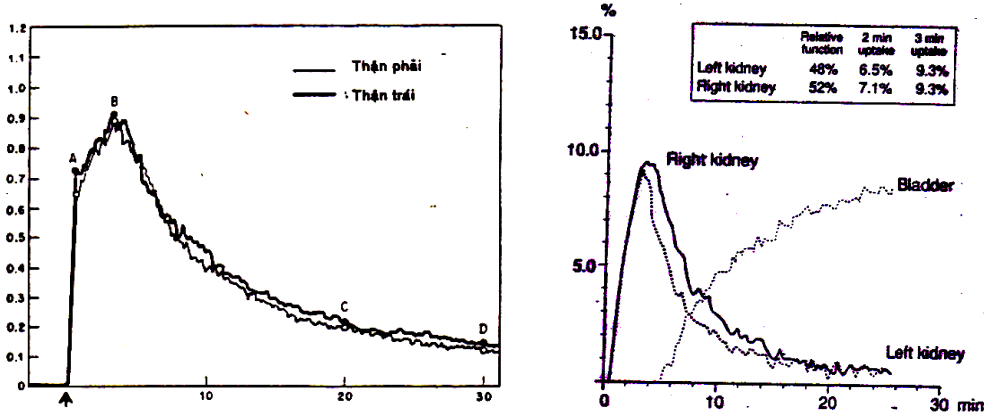 1.2
1.1
1.0
0.9
0.8
0.7
0.6
0.5
0.4
0.3
0.2
0.1
0
10
20
30
A
B
C
D
Thận phải
Thận trái
%
15.0
10.0
5.0
0
10
20
30 min
Relative function 2 min uptake 3 min uptake
Left kidney 48% 6.5% 9.3%
Right kidney 52% 7.1% 9.3%
Right kidney
Bladder
Left kidney